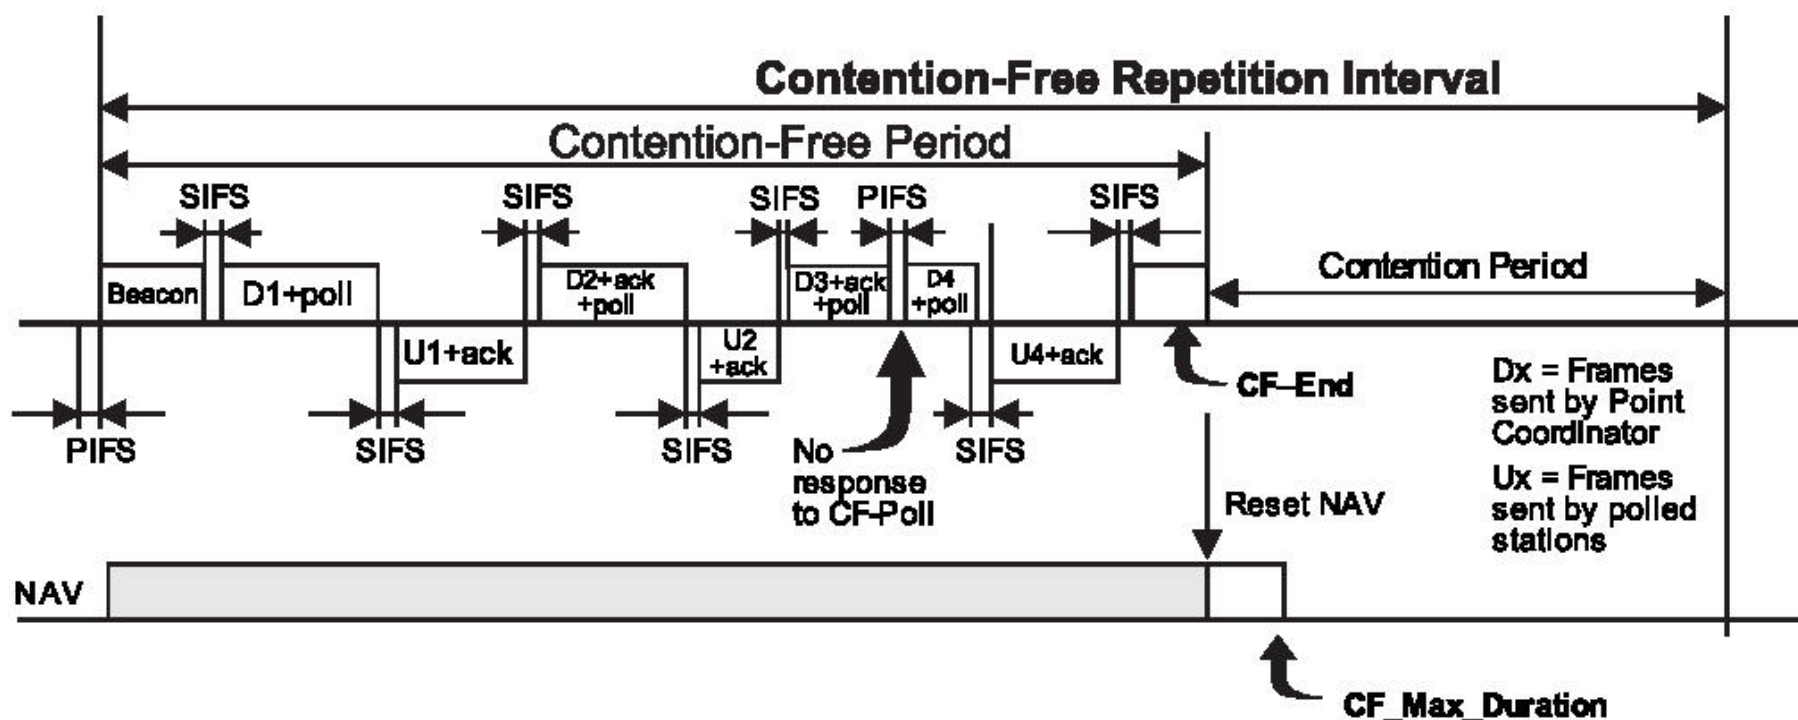 Contention-Free Repetition Interval
Contention-Free Period
SIFS
SIFS
SIFS
PIFS
SIFS
Contention Period
Beacon
D1+poll
D2+ack
+poll
D3+ack
+poll
D4
+poll
U1+ack
U2
+ack
U4+ack
CF-End
Dx = Frames
sent by Point
Coordinator
PIFS
SIFS
SIFS
No
response
to CF-Poll
SIFS
Ux = Frames
sent by polled
stations
Reset NAV
NAV
CF_Max_Duration